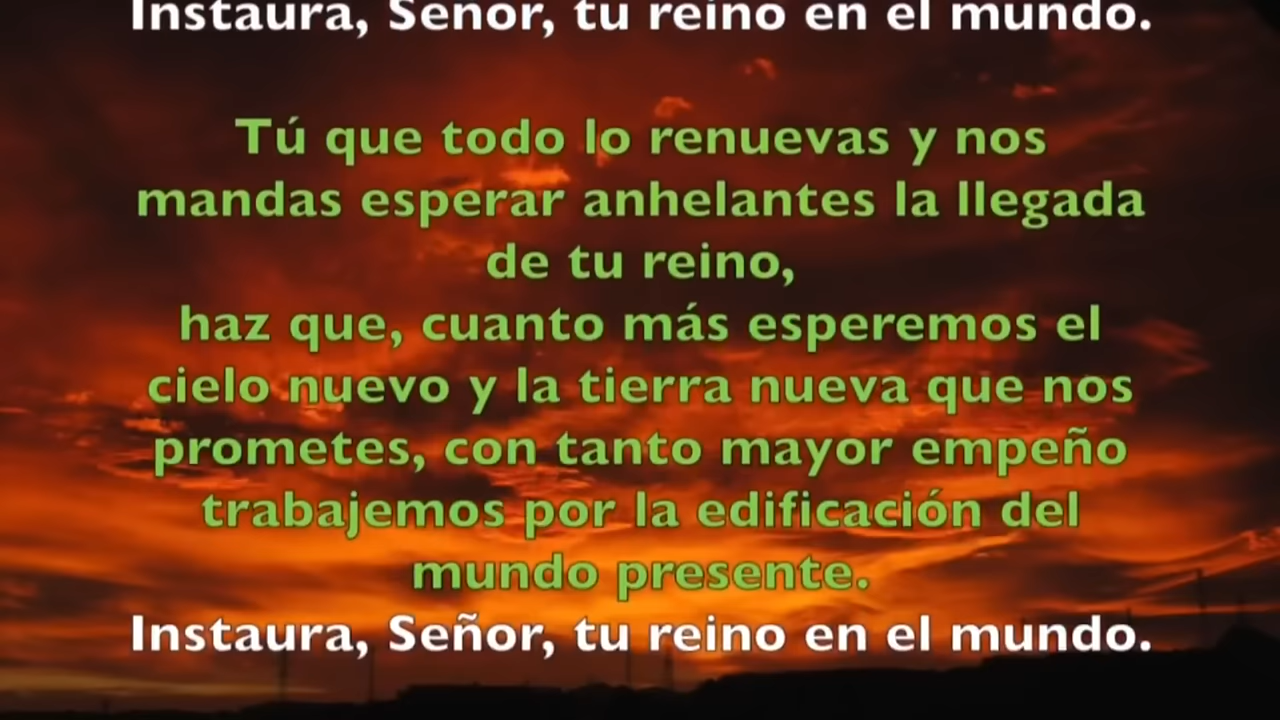 Instaura, Señor, tu reino en el mundo.
Tú que todo lo renuevas y nos
mandas esperar anhelantes la llegada
de tu reino,
haz que, cuanto más esperemos el
cielo nuevo y la tierra nueva que nos
prometes, con tanto mayor empeño
trabajemos por la edificación del
mundo presente.
Instaura, Señor, tu reino en el mundo.